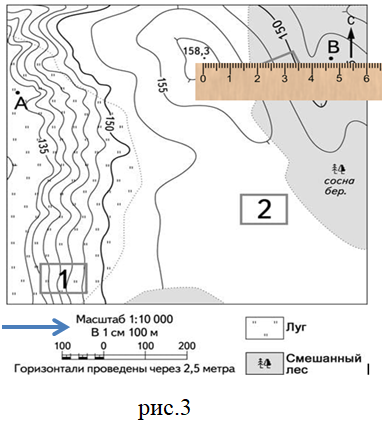 150
С
158,3
В
0 1 2 3 4 5 6
А
155
150
135
сосна
бер.
2
1
Масштаб 1:10 000
В 1 см 100 м
100 0 100 200
Горизонтали проведены через 2,5 метра
Луг
Смешанный
лес
рис.3